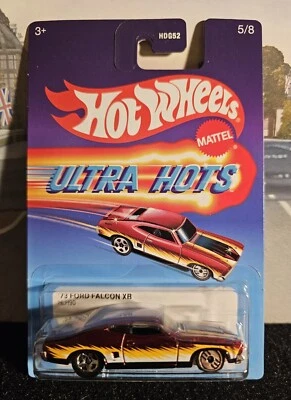 3+
HDG52
5/8
Hot Wheels
MATTEL
ULTRA HOTS
'73 FORD FALCON XB